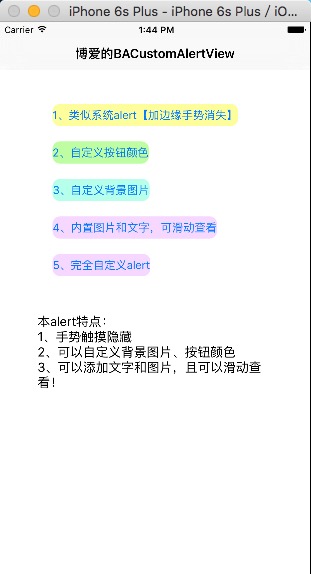 iPhone 6s Plus - iPhone 6s Plus / iO...
Carrier 1:44 PM
博爱的BACustomAlertView
1、类似系统alert【加边缘手势消失】
2、自定义按钮颜色
3、自定义背景图片
4、内置图片和文字，可滑动查看
5、完全自定义alert
本alert特点：
1、手势触摸隐藏
2、可以自定义背景图片、按钮颜色
3、可以添加文字和图片，且可以滑动查
看！